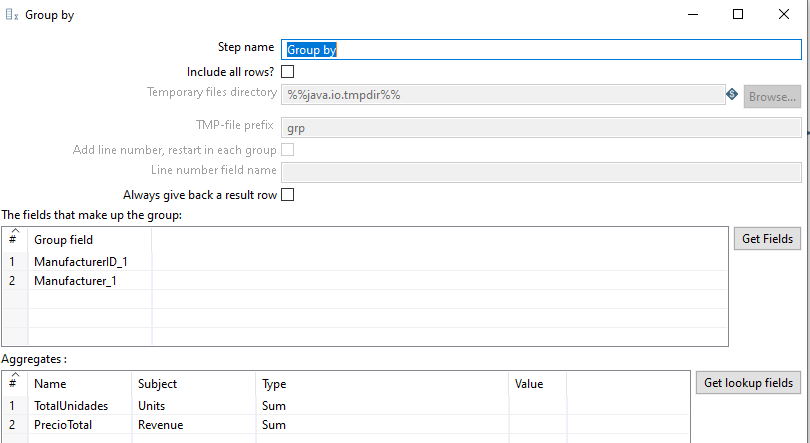 Group by
Step name Group by
Include all rows?
Temporary files directory %%java.io.tmpdir%% S Browse...
TMP-file prefix grp
Add line number, restart in each group
Line number field name
Always give back a result row
The fields that make up the group:
# Group field Get Fields
1 ManufacturerID_1
2 Manufacturer_1
Aggregates :
# Name Subject Type Value Get lookup fields
1 TotalUnidades Units Sum
2 PrecioTotal Revenue Sum